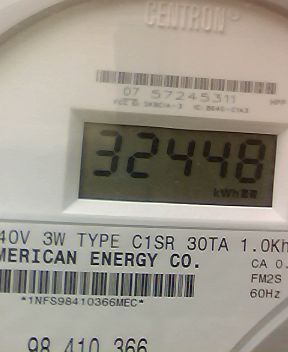 CENTRON®
07 57245311
32448
kWh
40V 3W TYPE C1SR 30TA 1.0Kh
MERICAN ENERGY CO.
CA 0.
FM2S
60Hz
*1NFS98410366MEC*
98 410 366